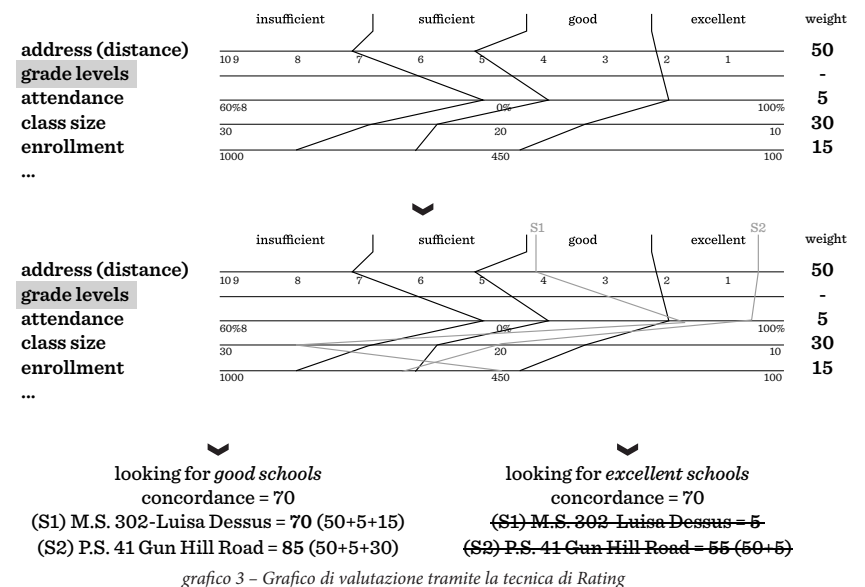 insufficient sufficient good excellent weight
address (distance) 50
10 9 8 7 6 5 4 3 2 1
grade levels -
attendance 5
60%8 0% 100%
class size 30
30 20 10
enrollment 15
1000 450 100
...
S1 S2
insufficient sufficient good excellent weight
address (distance) 50
10 9 8 7 6 5 4 3 2 1
grade levels -
attendance 5
60%8 0% 100%
class size 30
30 20 10
enrollment 15
1000 450 100
...
looking for good schools
concordance = 70
(S1) M.S. 302-Luisa Dessus = 70 (50+5+15)
(S2) P.S. 41 Gun Hill Road = 85 (50+5+30)
looking for excellent schools
concordance = 70
(S1) M.S. 302-Luisa Dessus = 5
(S2) P.S. 41 Gun Hill Road = 55 (50+5)
grafico 3 – Grafico di valutazione tramite la tecnica di Rating